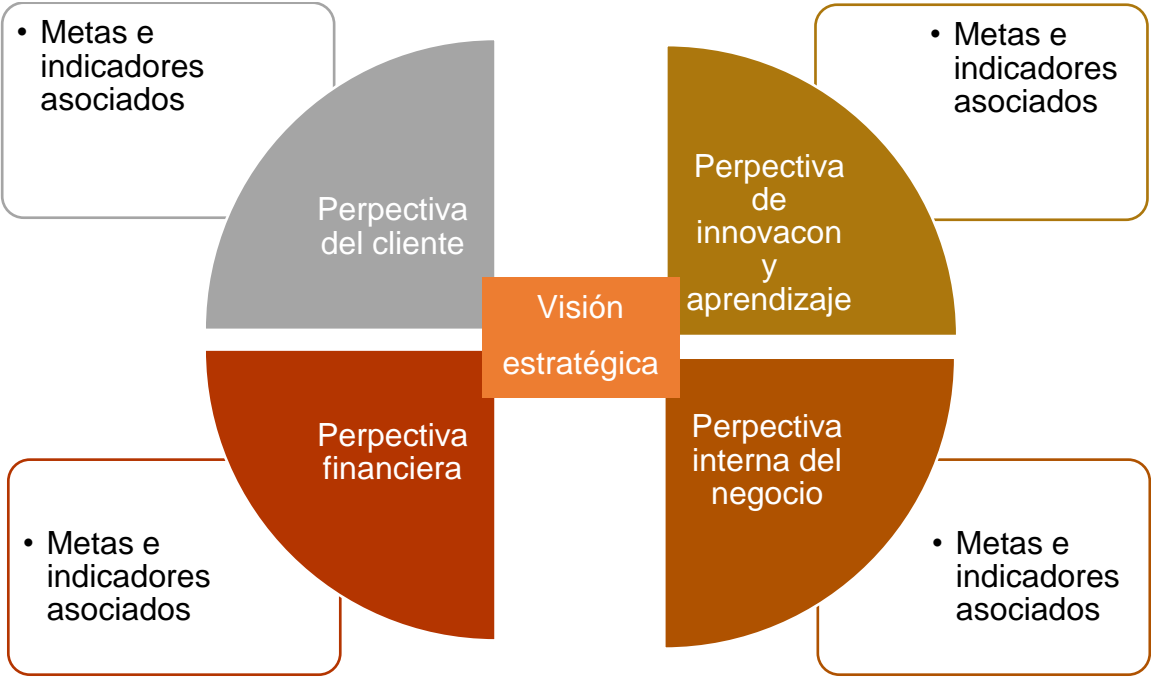 • Metas e
indicadores
asociados
• Metas e
indicadores
asociados
Perpectiva
del cliente
Perpectiva
de
innovacon
y
aprendizaje
Visión
estratégica
Perpectiva
financiera
Perpectiva
interna del
negocio
• Metas e
indicadores
asociados
• Metas e
indicadores
asociados